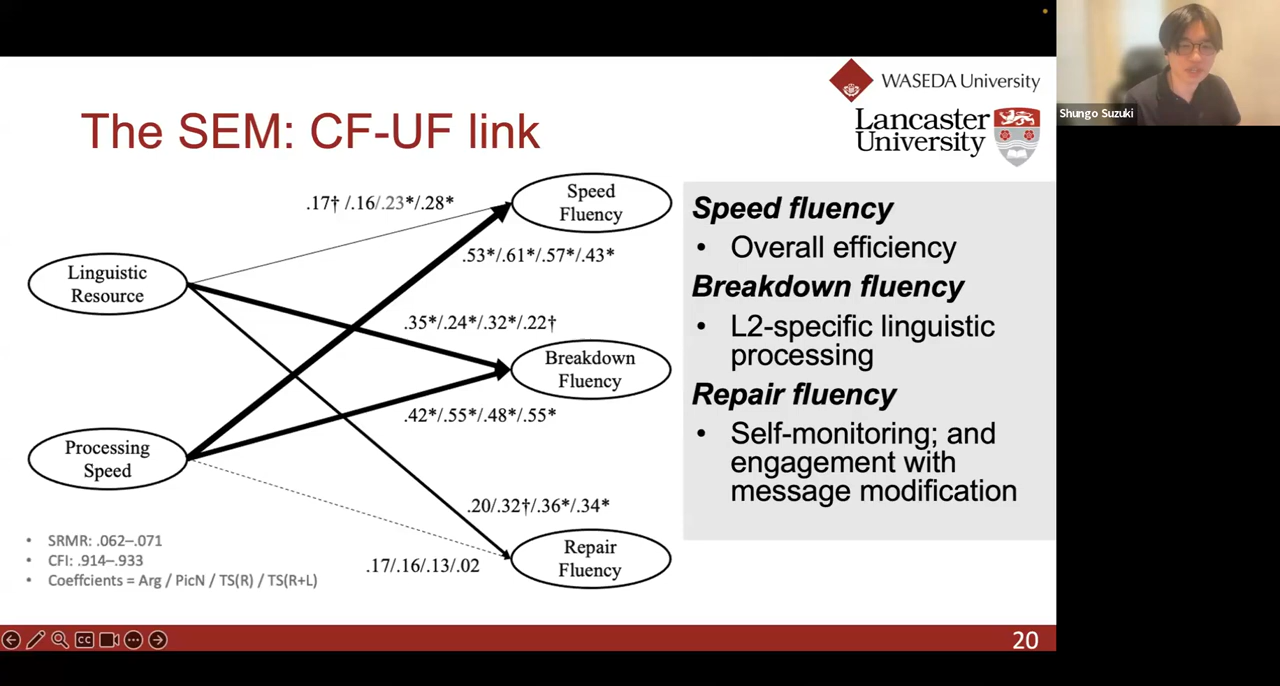 WASEDA University
Lancaster
University
Shungo Suzuki
The SEM: CF-UF link
.17† /.16/.23*/.28*
Speed
Fluency
.53*/.61*/.57*/.43*
Linguistic
Resource
.35*/.24*/.32*/.22†
Breakdown
Fluency
.42*/.55*/.48*/.55*
Processing
Speed
.20/.32†/.36*/.34*
Repair
Fluency
.17/.16/.13/.02
• SRMR: .062–.071
• CFI: .914–.933
• Coeffcients = Arg / PicN / TS(R) / TS(R+L)
Speed fluency
• Overall efficiency
Breakdown fluency
• L2-specific linguistic
processing
Repair fluency
• Self-monitoring; and
engagement with
message modification
CC
20